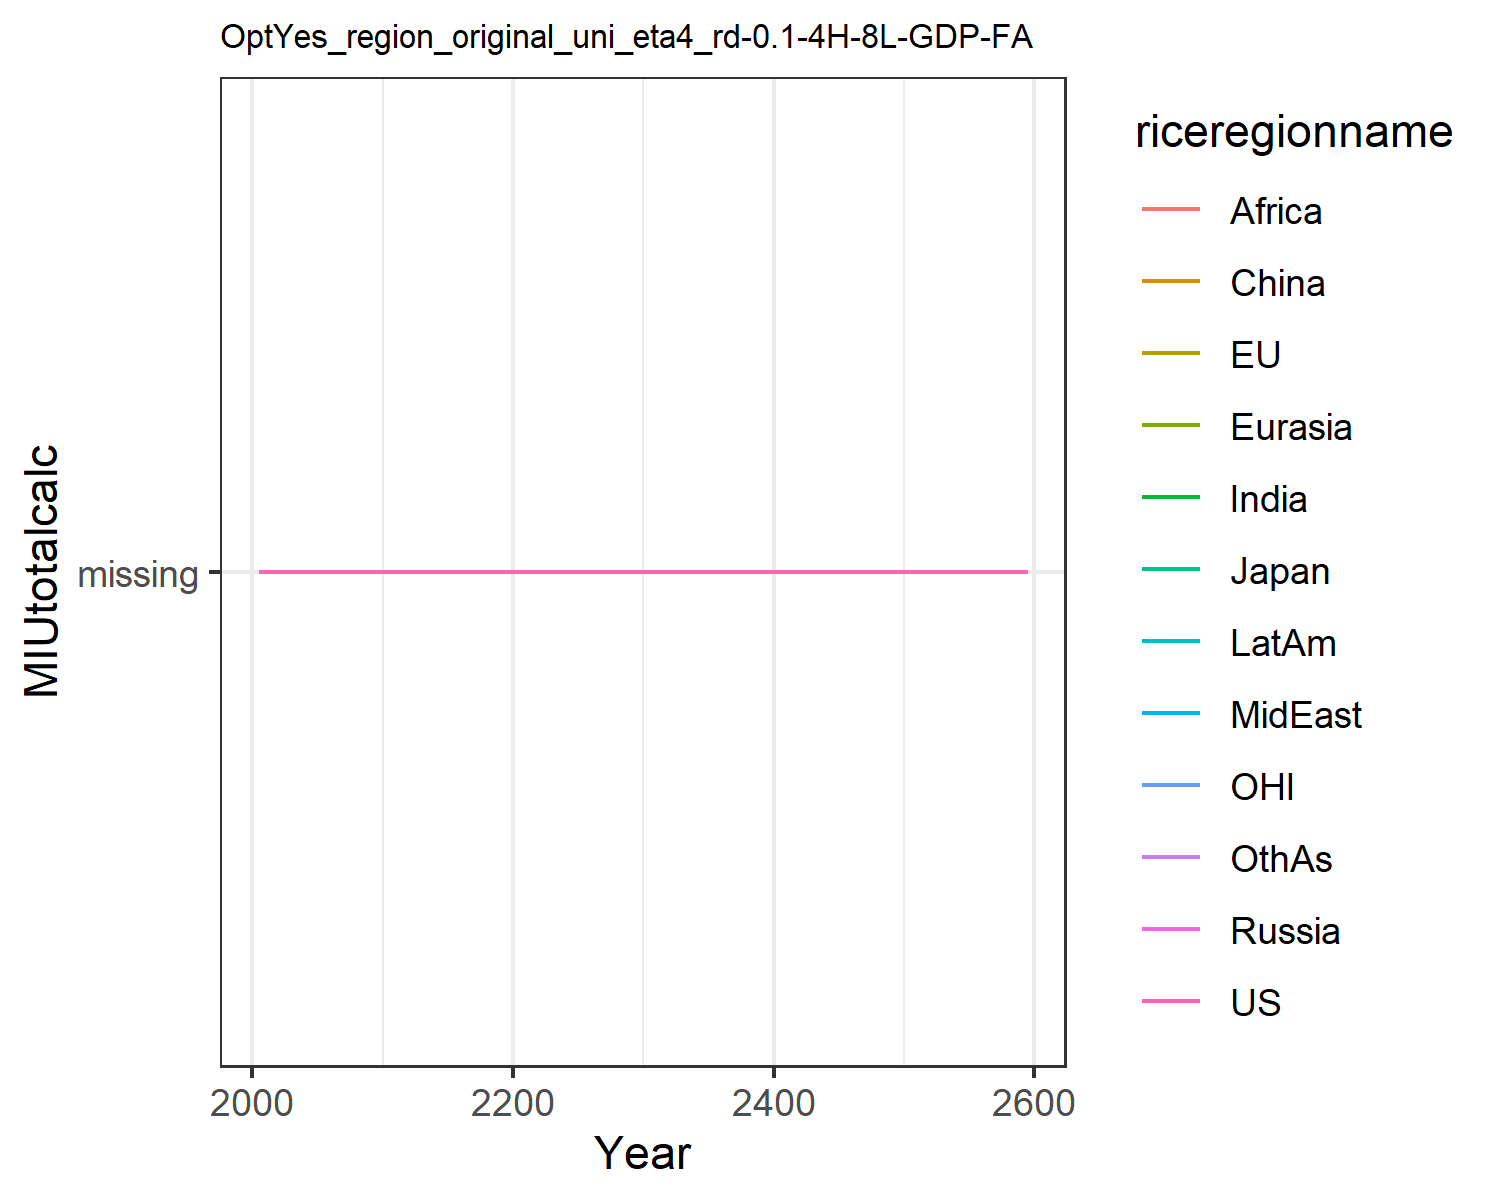 OptYes_region_original_uni_eta4_rd-0.1-4H-8L-GDP-FA
MIUtotalcalc
missing
2000
2200
2400
2600
Year
riceregionname
Africa
China
EU
Eurasia
India
Japan
LatAm
MidEast
OHI
OthAs
Russia
US